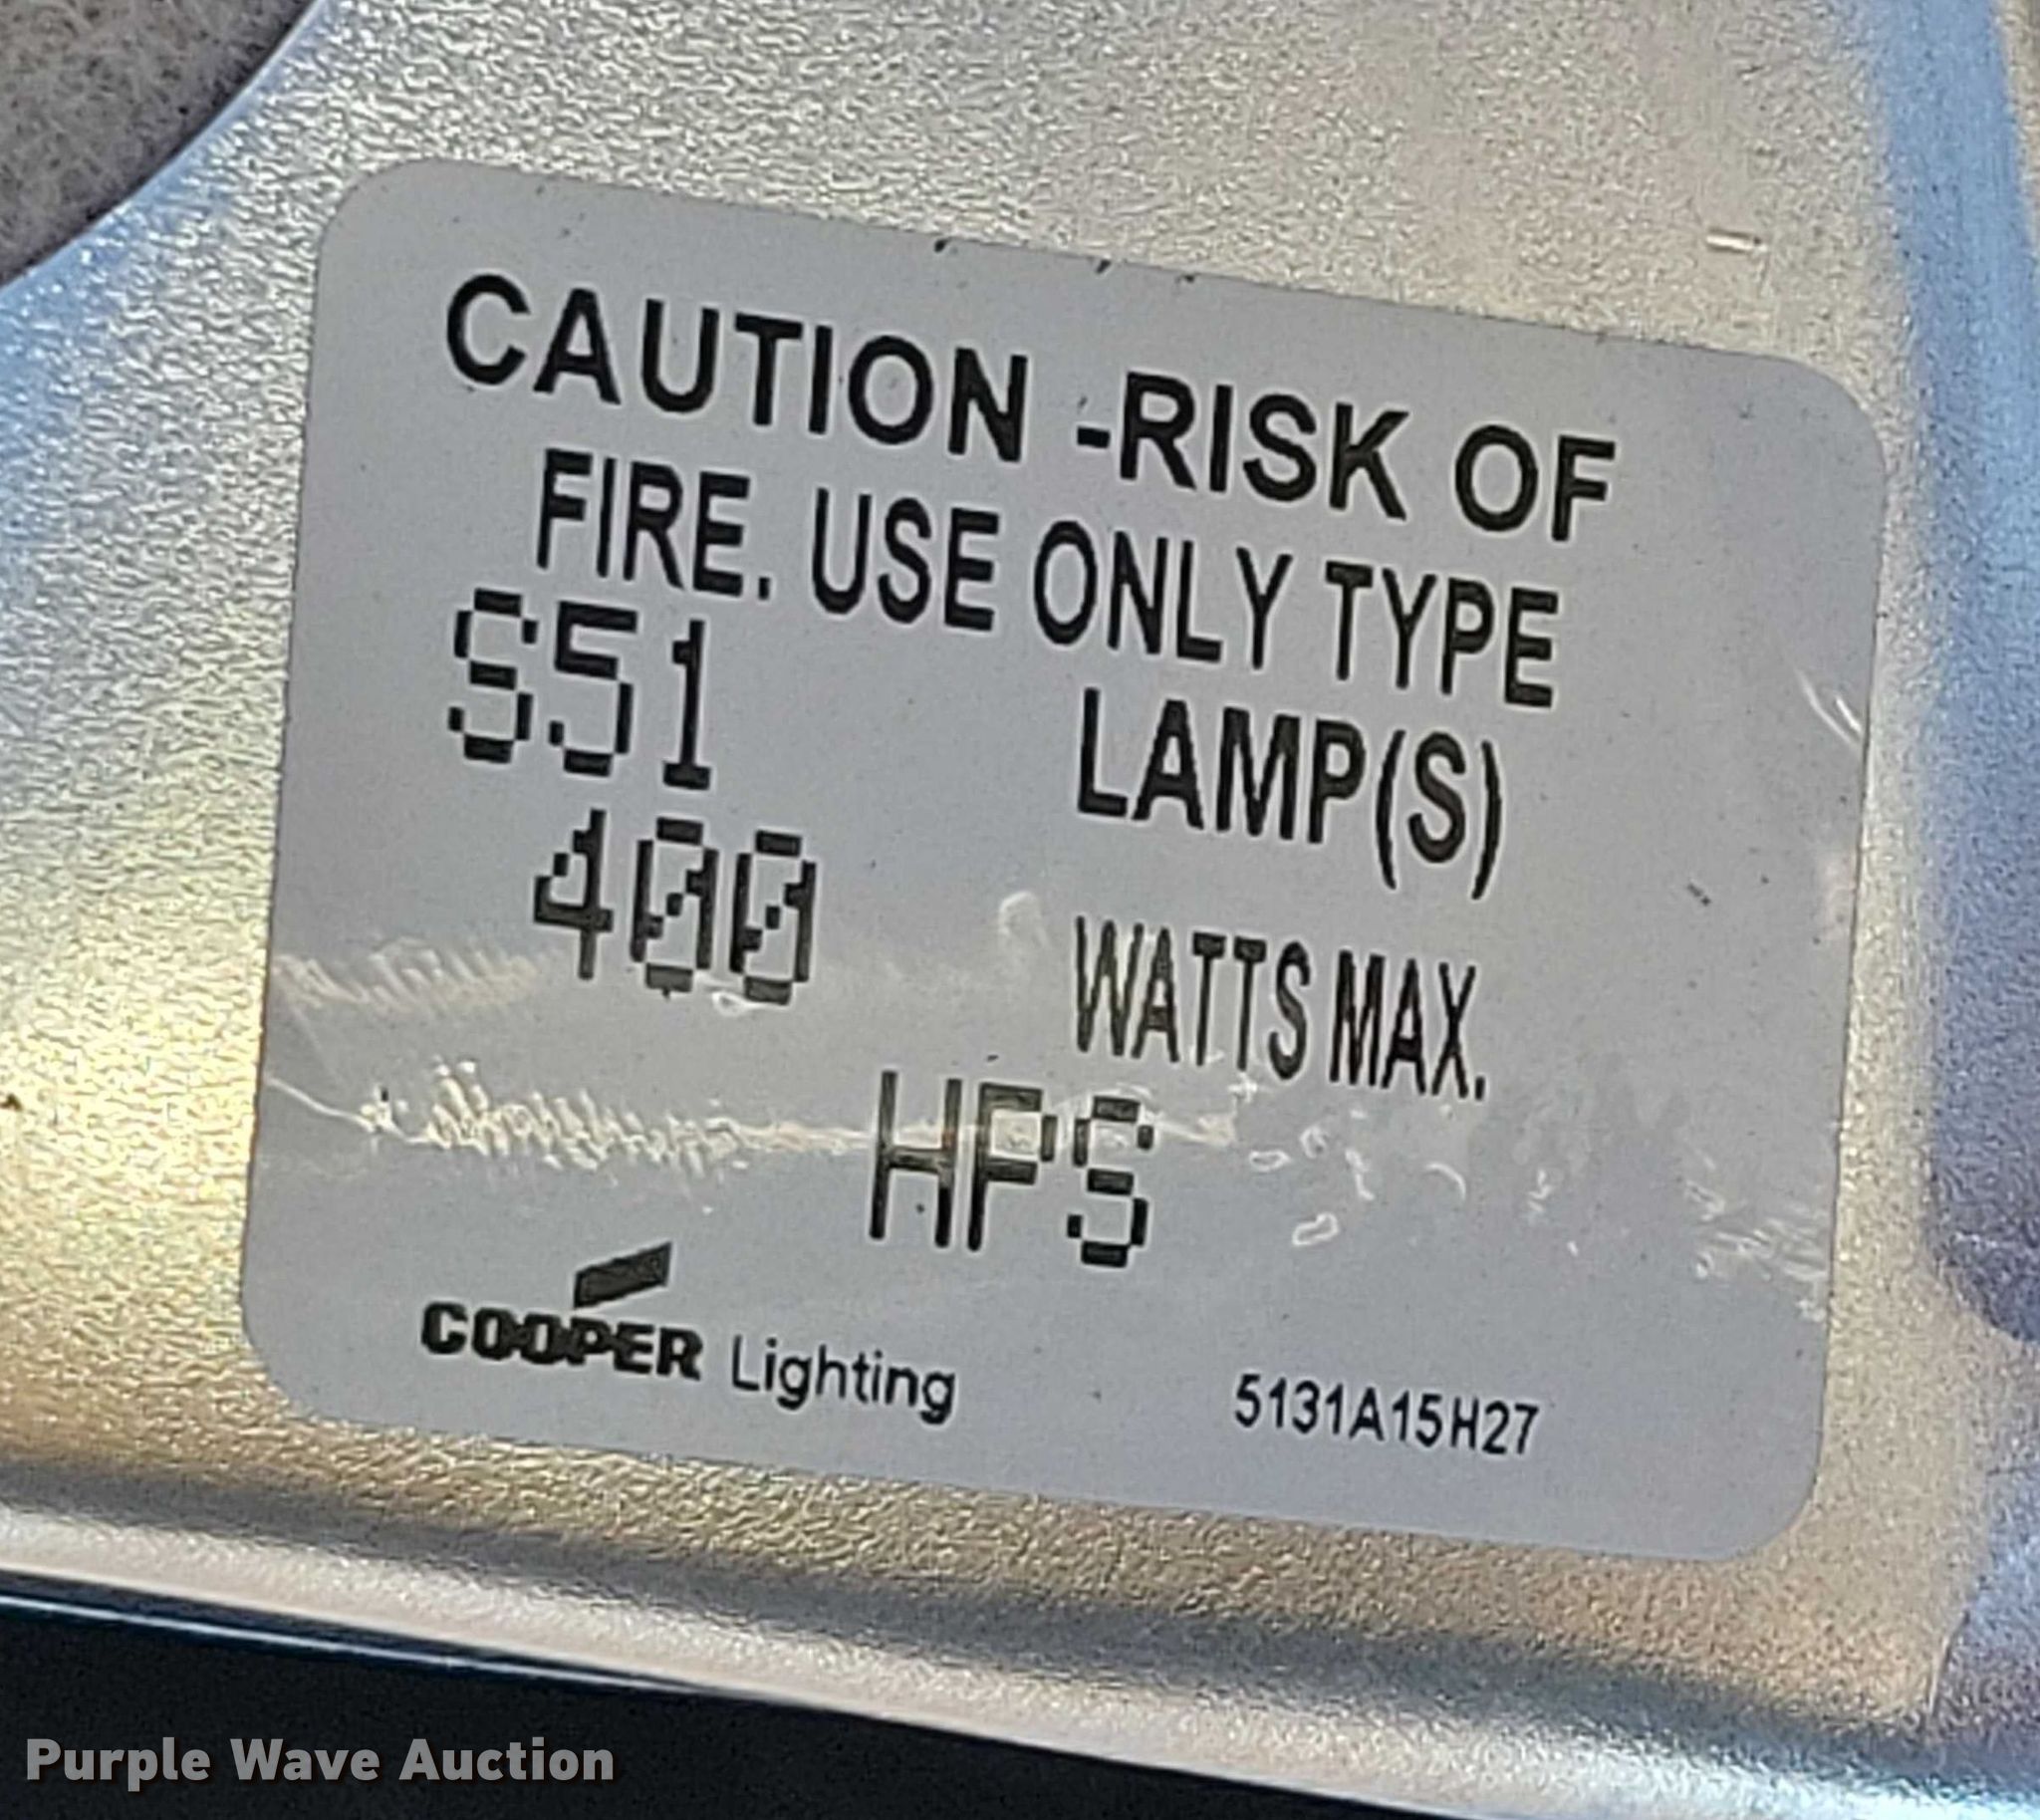 CAUTION -RISK OF
FIRE. USE ONLY TYPE
S51 LAMP(S)
400 WATTS MAX.
HPS
COOPER Lighting 5131A15H27
Purple Wave Auction